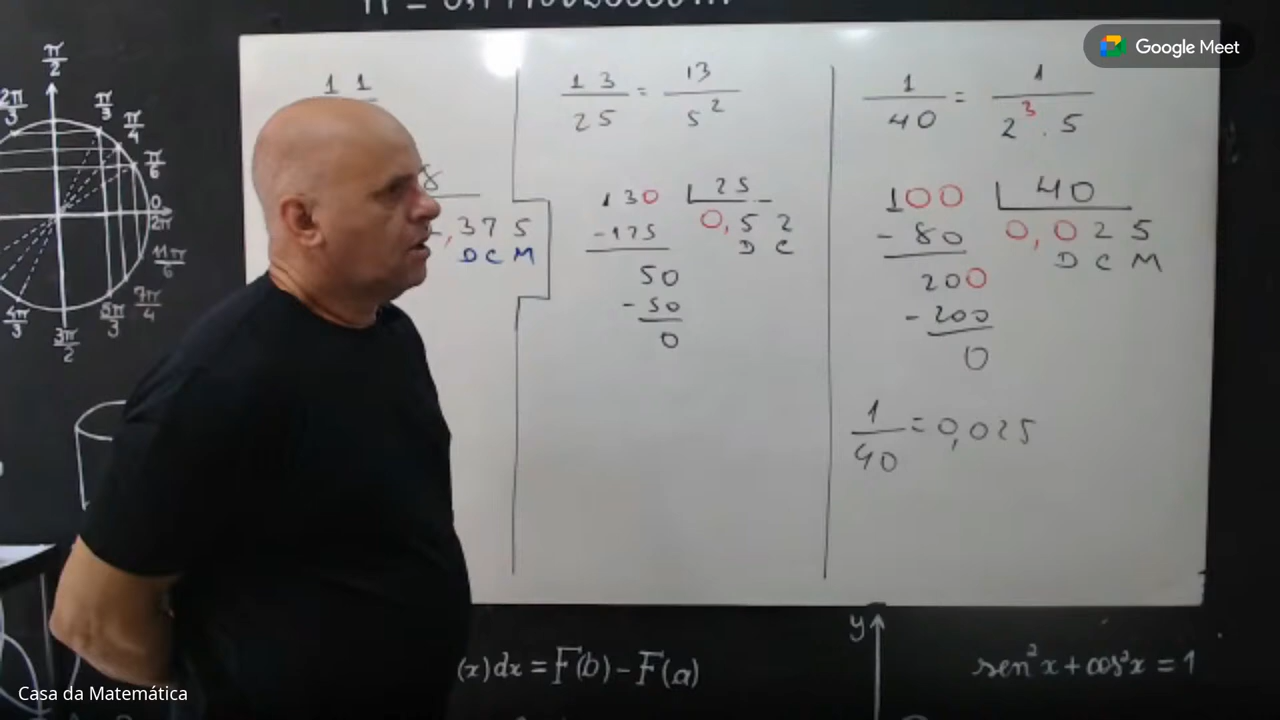 Google Meet
π/2
2π/3
π/3
π/4
π/6
0
2π
11π/6
7π/4
5π/3
3π/2
4π/3
1 1
8
,375
D C M
13/25 = 13/5²
130 | 25
-125 0,52
D C
50
-50
0
1/40 = 1/2³ . 5
100 | 40
-80 0,025
D C M
200
-200
0
1/40 = 0,025
(x)dx = F(b) - F(a)
y
sen²x + cos²x = 1
Casa da Matemática